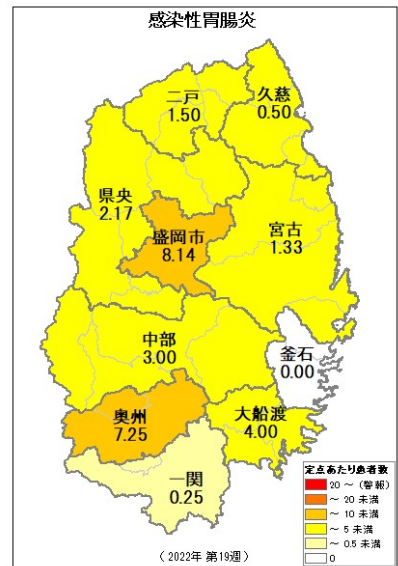 感染性胃腸炎
二戸
1.50
久慈
0.50
県央
2.17
盛岡市
8.14
宮古
1.33
中部
3.00
釜石
0.00
奥州
7.25
大船渡
4.00
一関
0.25
定点あたり患者数
20 ～ (警報)
～ 20 未満
～ 10 未満
～ 5 未満
～ 0.5 未満
0
( 2022年 第19週 )